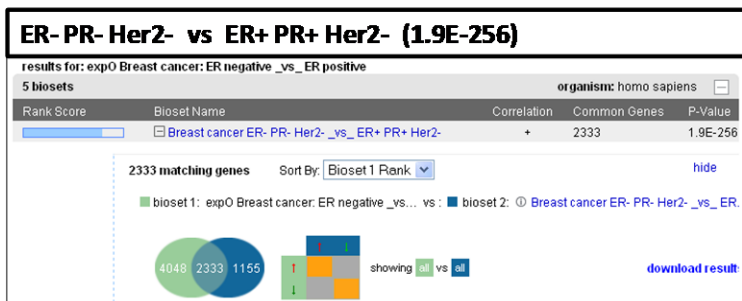 ER- PR- Her2- vs ER+ PR+ Her2- (1.9E-256)
results for: expO Breast cancer: ER negative _vs_ ER positive
5 biosets organism: homo sapiens
Rank Score Bioset Name Correlation Common Genes P-Value
Breast cancer ER- PR- Her2- _vs_ ER+ PR+ Her2- + 2333 1.9E-256
2333 matching genes Sort By: Bioset 1 Rank hide
bioset 1: expO Breast cancer: ER negative _vs... vs : bioset 2: Breast cancer ER- PR- Her2- _vs_ ER.
↑ ↓
4048 2333 1155 ↑ showing all vs all download result
↓